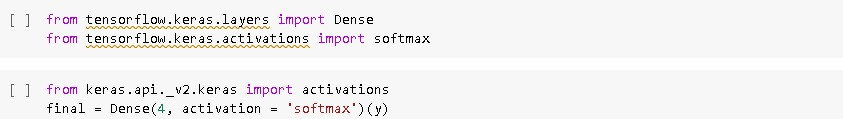 [ ] from tensorflow.keras.layers import Dense
from tensorflow.keras.activations import softmax
[ ] from keras.api._v2.keras import activations
final = Dense(4, activation = 'softmax')(y)